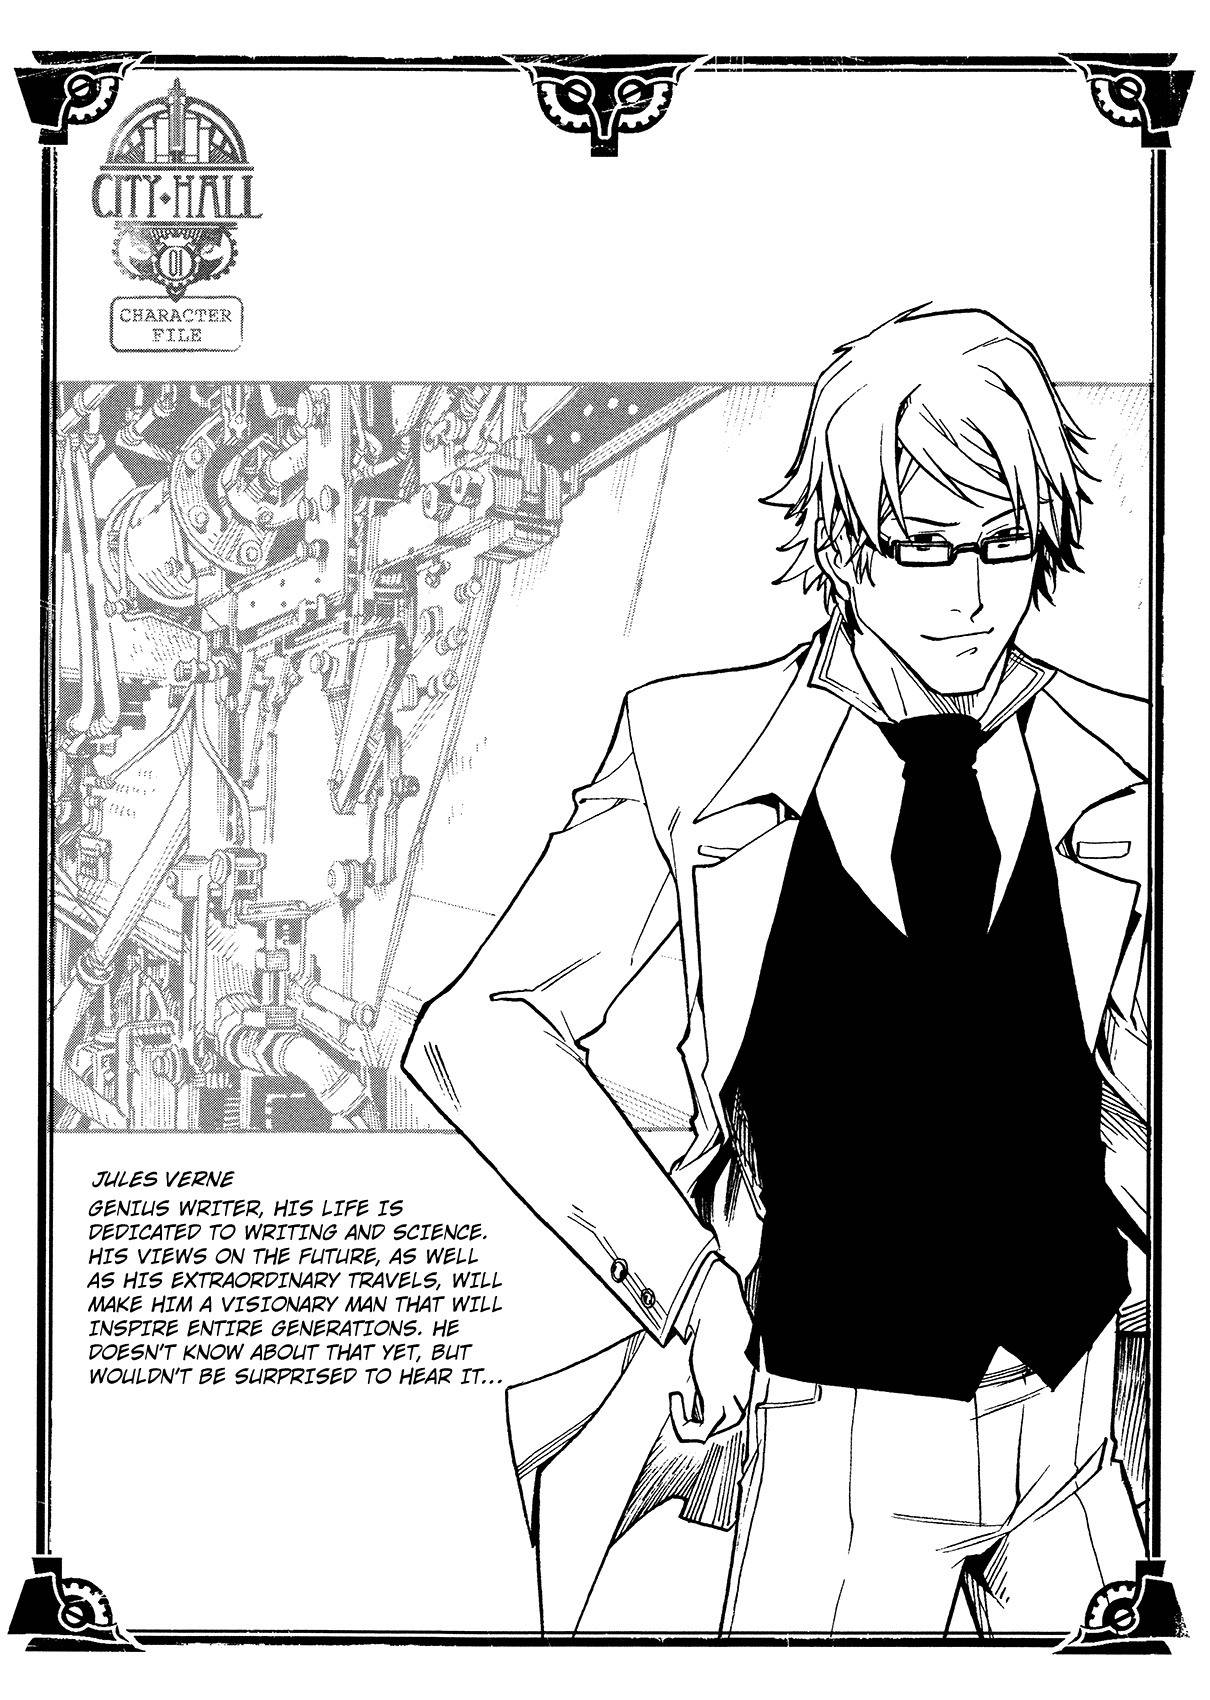 CITY·HALL
01
CHARACTER
FILE
JULES VERNE
GENIUS WRITER, HIS LIFE IS
DEDICATED TO WRITING AND SCIENCE.
HIS VIEWS ON THE FUTURE, AS WELL
AS HIS EXTRAORDINARY TRAVELS, WILL
MAKE HIM A VISIONARY MAN THAT WILL
INSPIRE ENTIRE GENERATIONS. HE
DOESN'T KNOW ABOUT THAT YET, BUT
WOULDN'T BE SURPRISED TO HEAR IT...